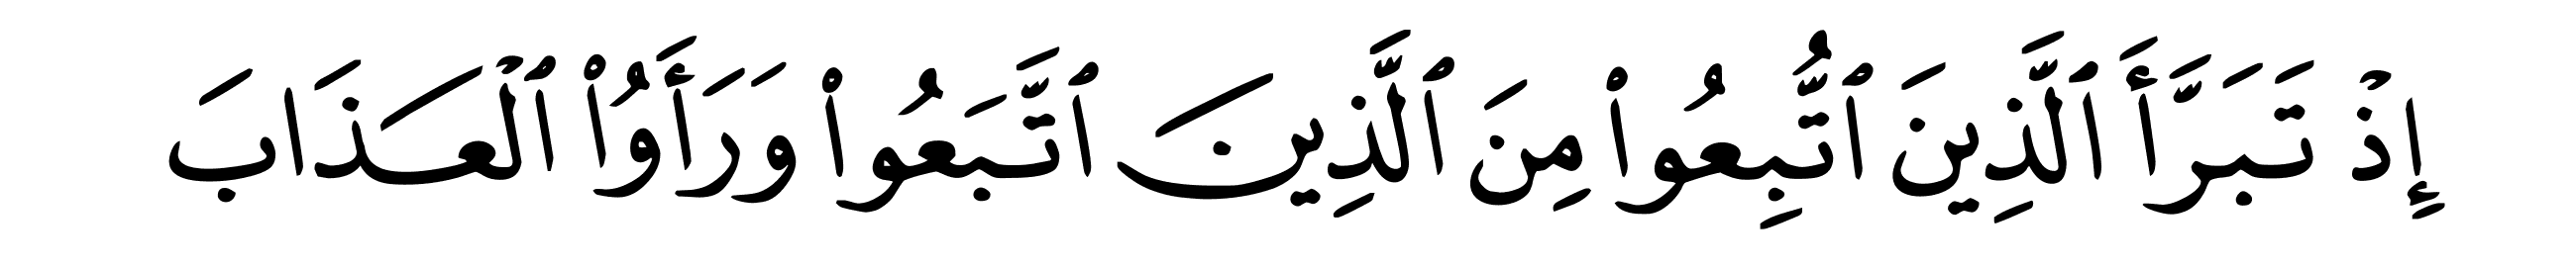 إِذْ تَبَرَّأَ ٱلَّذِينَ ٱتُّبِعُوا۟ مِنَ ٱلَّذِينَ ٱتَّبَعُوا۟ وَرَأَوُا۟ ٱلْعَذَابَ